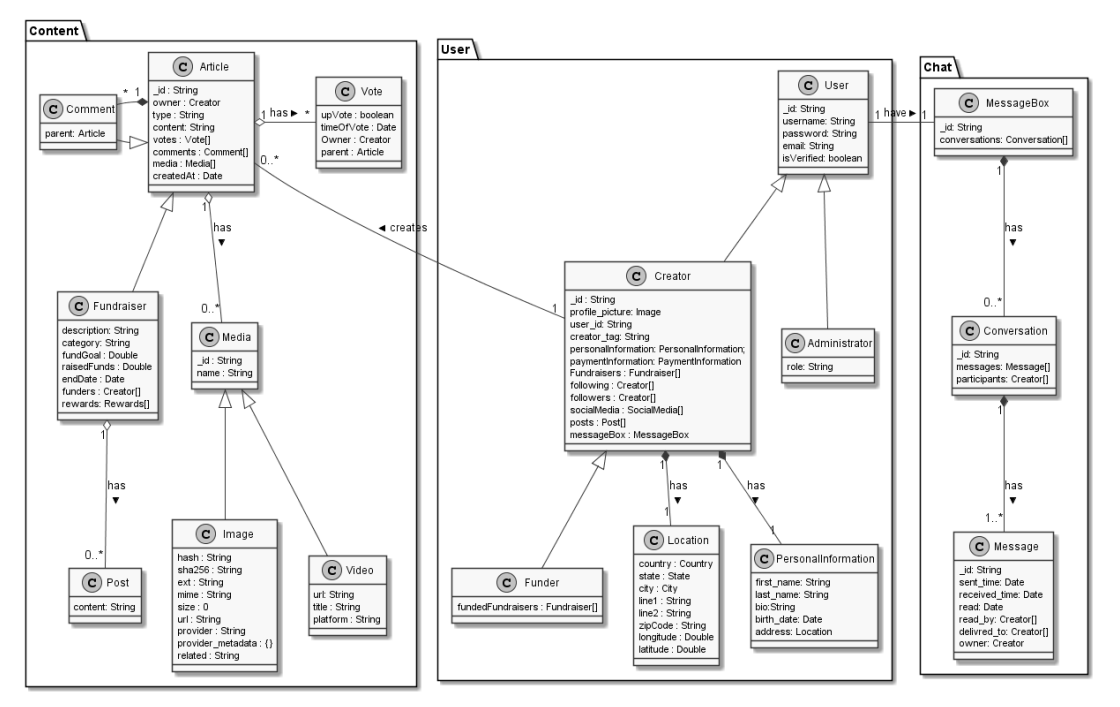 Content
C Article
_id : String
owner : Creator
type : String
content: String
votes : Vote[]
comments : Comment[]
media : Media[]
createdAt : Date
C Comment
parent: Article
* 1
C Vote
upVote : boolean
timeOfVote : Date
Owner : Creator
parent : Article
1 has ► *
0..*
◄ creates
1
1
has
▼
0..*
C Fundraiser
description: String
category: String
fundGoal : Double
raisedFunds : Double
endDate : Date
funders : Creator[]
rewards: Rewards[]
C Media
_id : String
name : String
1
has
▼
0..*
C Post
content: String
C Image
hash : String
sha256 : String
ext : String
mime : String
size : 0
url : String
provider : String
provider_metadata : {}
related : String
C Video
url: String
title : String
platform : String
User
C User
_id: String
username: String
password: String
email: String
isVerified: boolean
1 have ► 1
C Creator
_id : String
profile_picture: Image
user_id: String
creator_tag: String
personalInformation: PersonalInformation;
paymentInformation: PaymentInformation
Fundraisers : Fundraiser[]
following : Creator[]
followers : Creator[]
socialMedia : SocialMedia[]
posts : Post[]
messageBox : MessageBox
C Administrator
role: String
1
has
▼
1
1
has
▼
1
C Funder
fundedFundraisers : Fundraiser[]
C Location
country : Country
state : State
city : City
line1 : String
line2 : String
zipCode : String
longitude : Double
latitude : Double
C PersonalInformation
first_name: String
last_name: String
bio:String
birth_date: Date
address: Location
Chat
C MessageBox
_id: String
conversations: Conversation[]
1
has
▼
0..*
C Conversation
_id: String
messages: Message[]
participants: Creator[]
1
has
▼
1..*
C Message
_id: String
sent_time: Date
received_time: Date
read: Date
read_by: Creator[]
delivred_to: Creator[]
owner: Creator